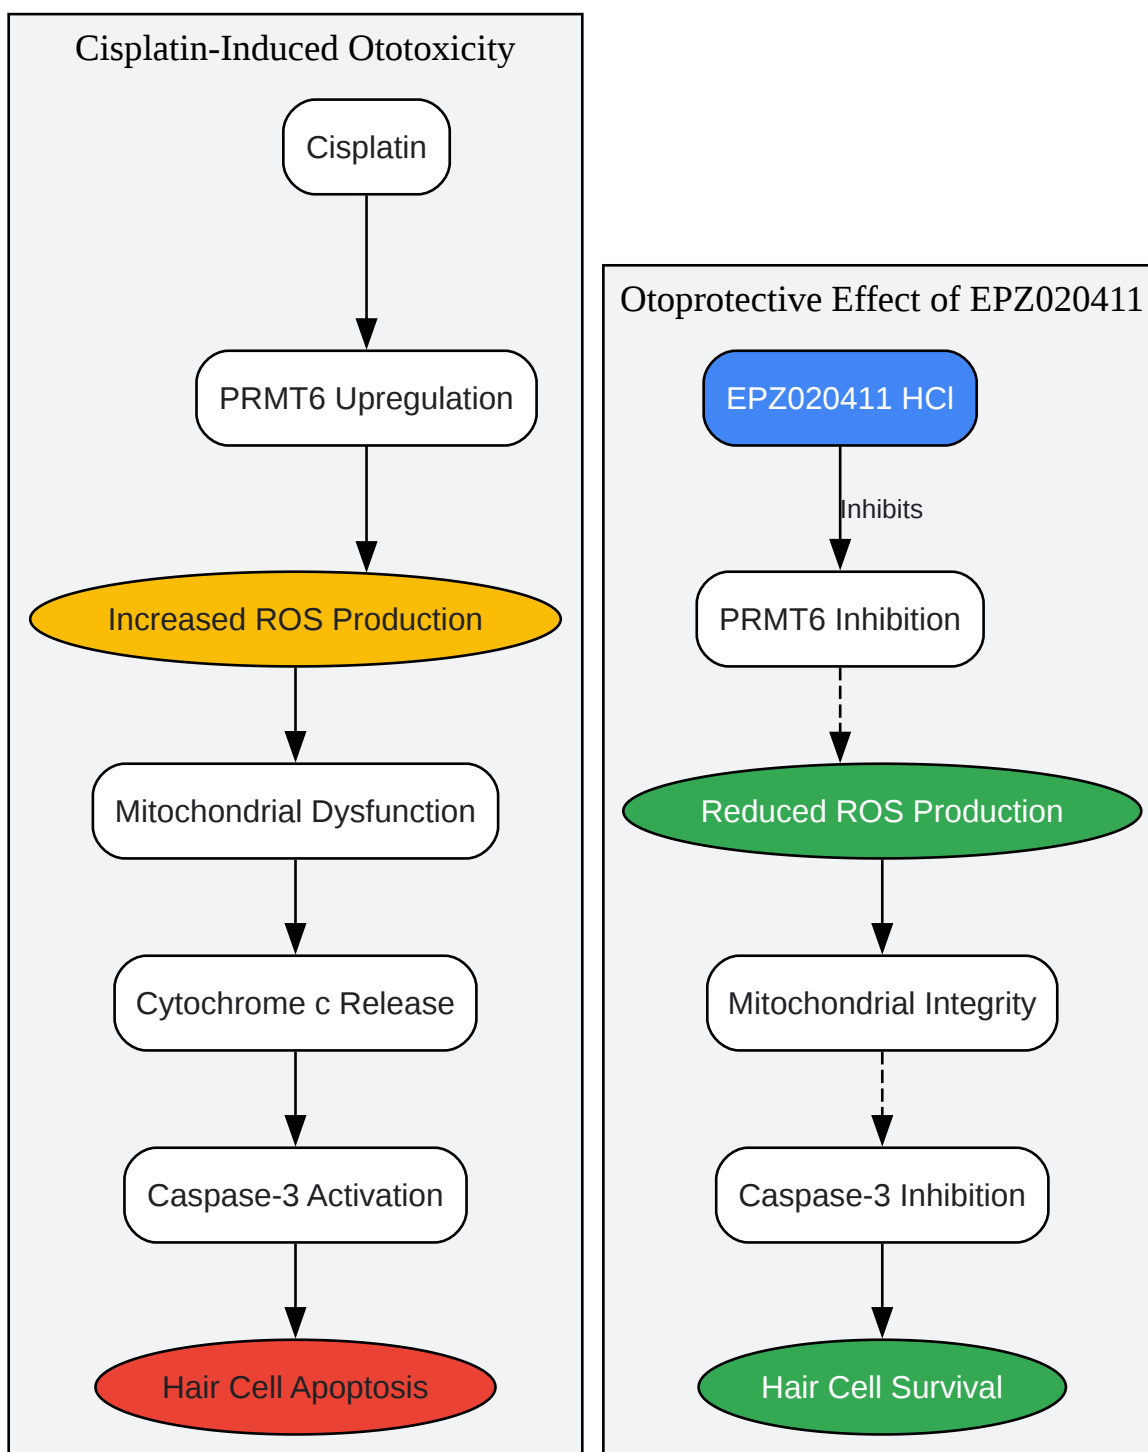 Cisplatin-Induced Ototoxicity
Cisplatin
PRMT6 Upregulation
Increased ROS Production
Mitochondrial Dysfunction
Cytochrome c Release
Caspase-3 Activation
Hair Cell Apoptosis
Otoprotective Effect of EPZ020411
EPZ020411 HCl
Inhibits
PRMT6 Inhibition
Reduced ROS Production
Mitochondrial Integrity
Caspase-3 Inhibition
Hair Cell Survival